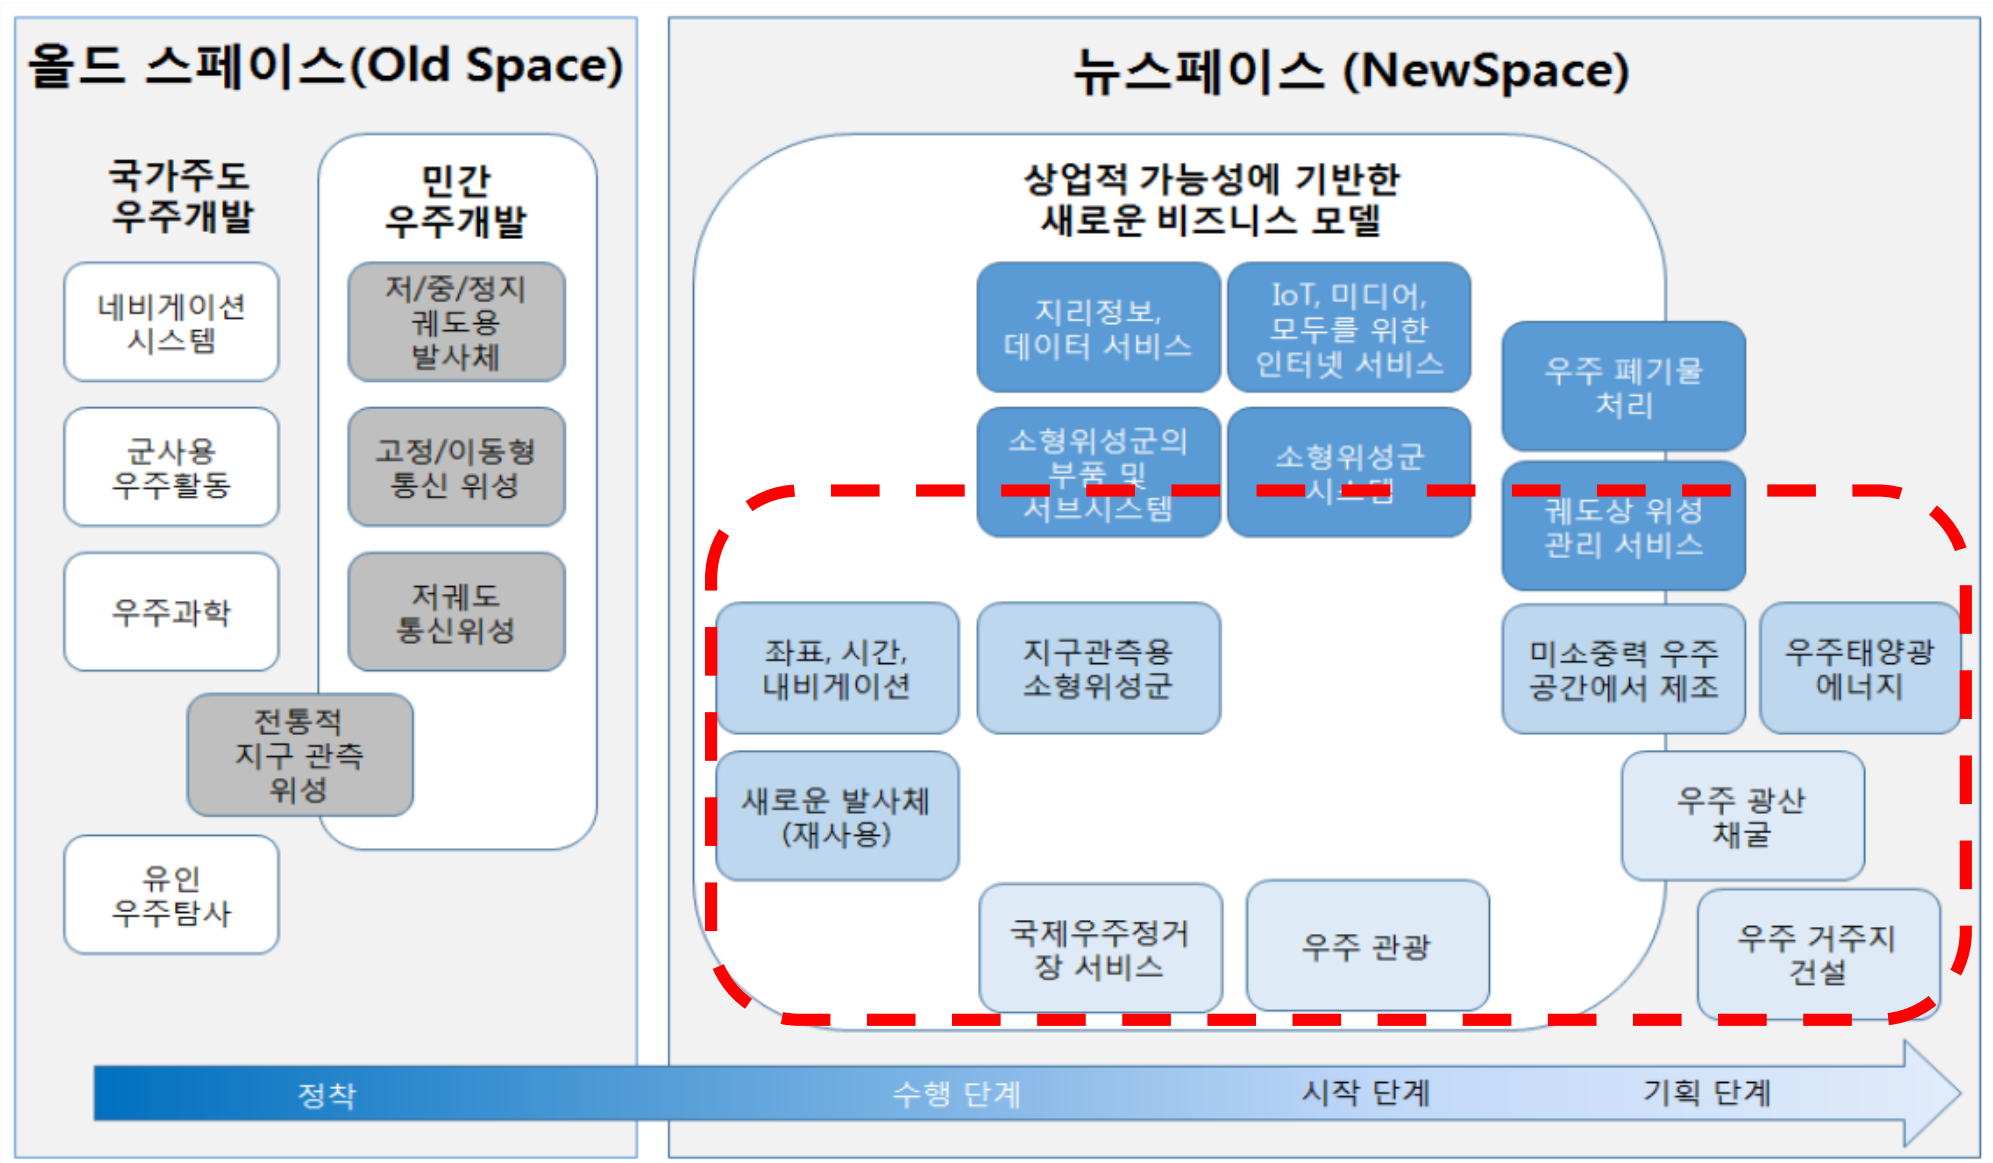 올드 스페이스(Old Space)
국가주도
우주개발
네비게이션
시스템
군사용
우주활동
우주과학
유인
우주탐사
민간
우주개발
저/중/정지
궤도용
발사체
고정/이동형
통신 위성
저궤도
통신위성
전통적
지구 관측
위성
뉴스페이스 (NewSpace)
상업적 가능성에 기반한
새로운 비즈니스 모델
지리정보,
데이터 서비스
IoT, 미디어,
모두를 위한
인터넷 서비스
우주 폐기물
처리
소형위성군의
부품 및
서브시스템
소형위성군
시스템
궤도상 위성
관리 서비스
좌표, 시간,
내비게이션
지구관측용
소형위성군
미소중력 우주
공간에서 제조
우주태양광
에너지
새로운 발사체
(재사용)
우주 광산
채굴
국제우주정거
장 서비스
우주 관광
우주 거주지
건설
정착
수행 단계
시작 단계
기획 단계